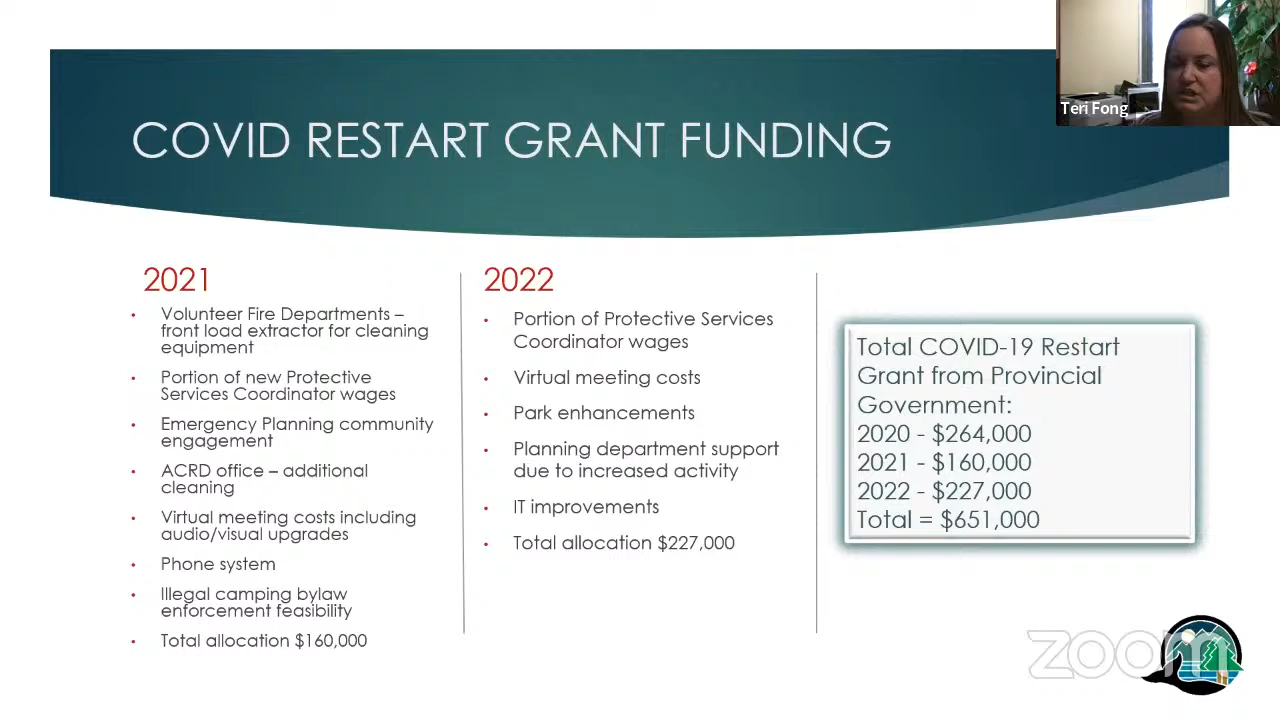 Teri Fong
COVID RESTART GRANT FUNDING
2021
• Volunteer Fire Departments –
front load extractor for cleaning
equipment
• Portion of new Protective
Services Coordinator wages
• Emergency Planning community
engagement
• ACRD office – additional
cleaning
• Virtual meeting costs including
audio/visual upgrades
• Phone system
• Illegal camping bylaw
enforcement feasibility
• Total allocation $160,000
2022
• Portion of Protective Services
Coordinator wages
• Virtual meeting costs
• Park enhancements
• Planning department support
due to increased activity
• IT improvements
• Total allocation $227,000
Total COVID-19 Restart
Grant from Provincial
Government:
2020 - $264,000
2021 - $160,000
2022 - $227,000
Total = $651,000
zoom